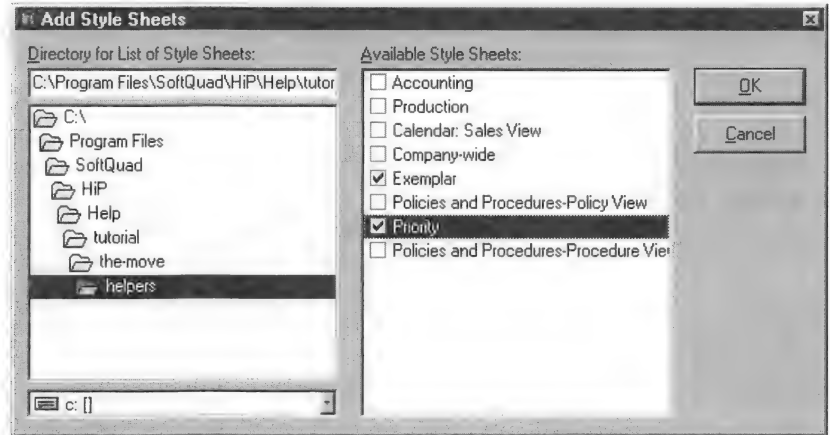 Add Style Sheets
Directory for List of Style Sheets:
C:\Program Files\SoftQuad\HiP\Help\tutor
C:\
Program Files
SoftQuad
HiP
Help
tutorial
the-move
helpers
c: []
Available Style Sheets:
Accounting
Production
Calendar: Sales View
Company-wide
Exemplar
Policies and Procedures-Policy View
Priority
Policies and Procedures-Procedure Vie
OK
Cancel